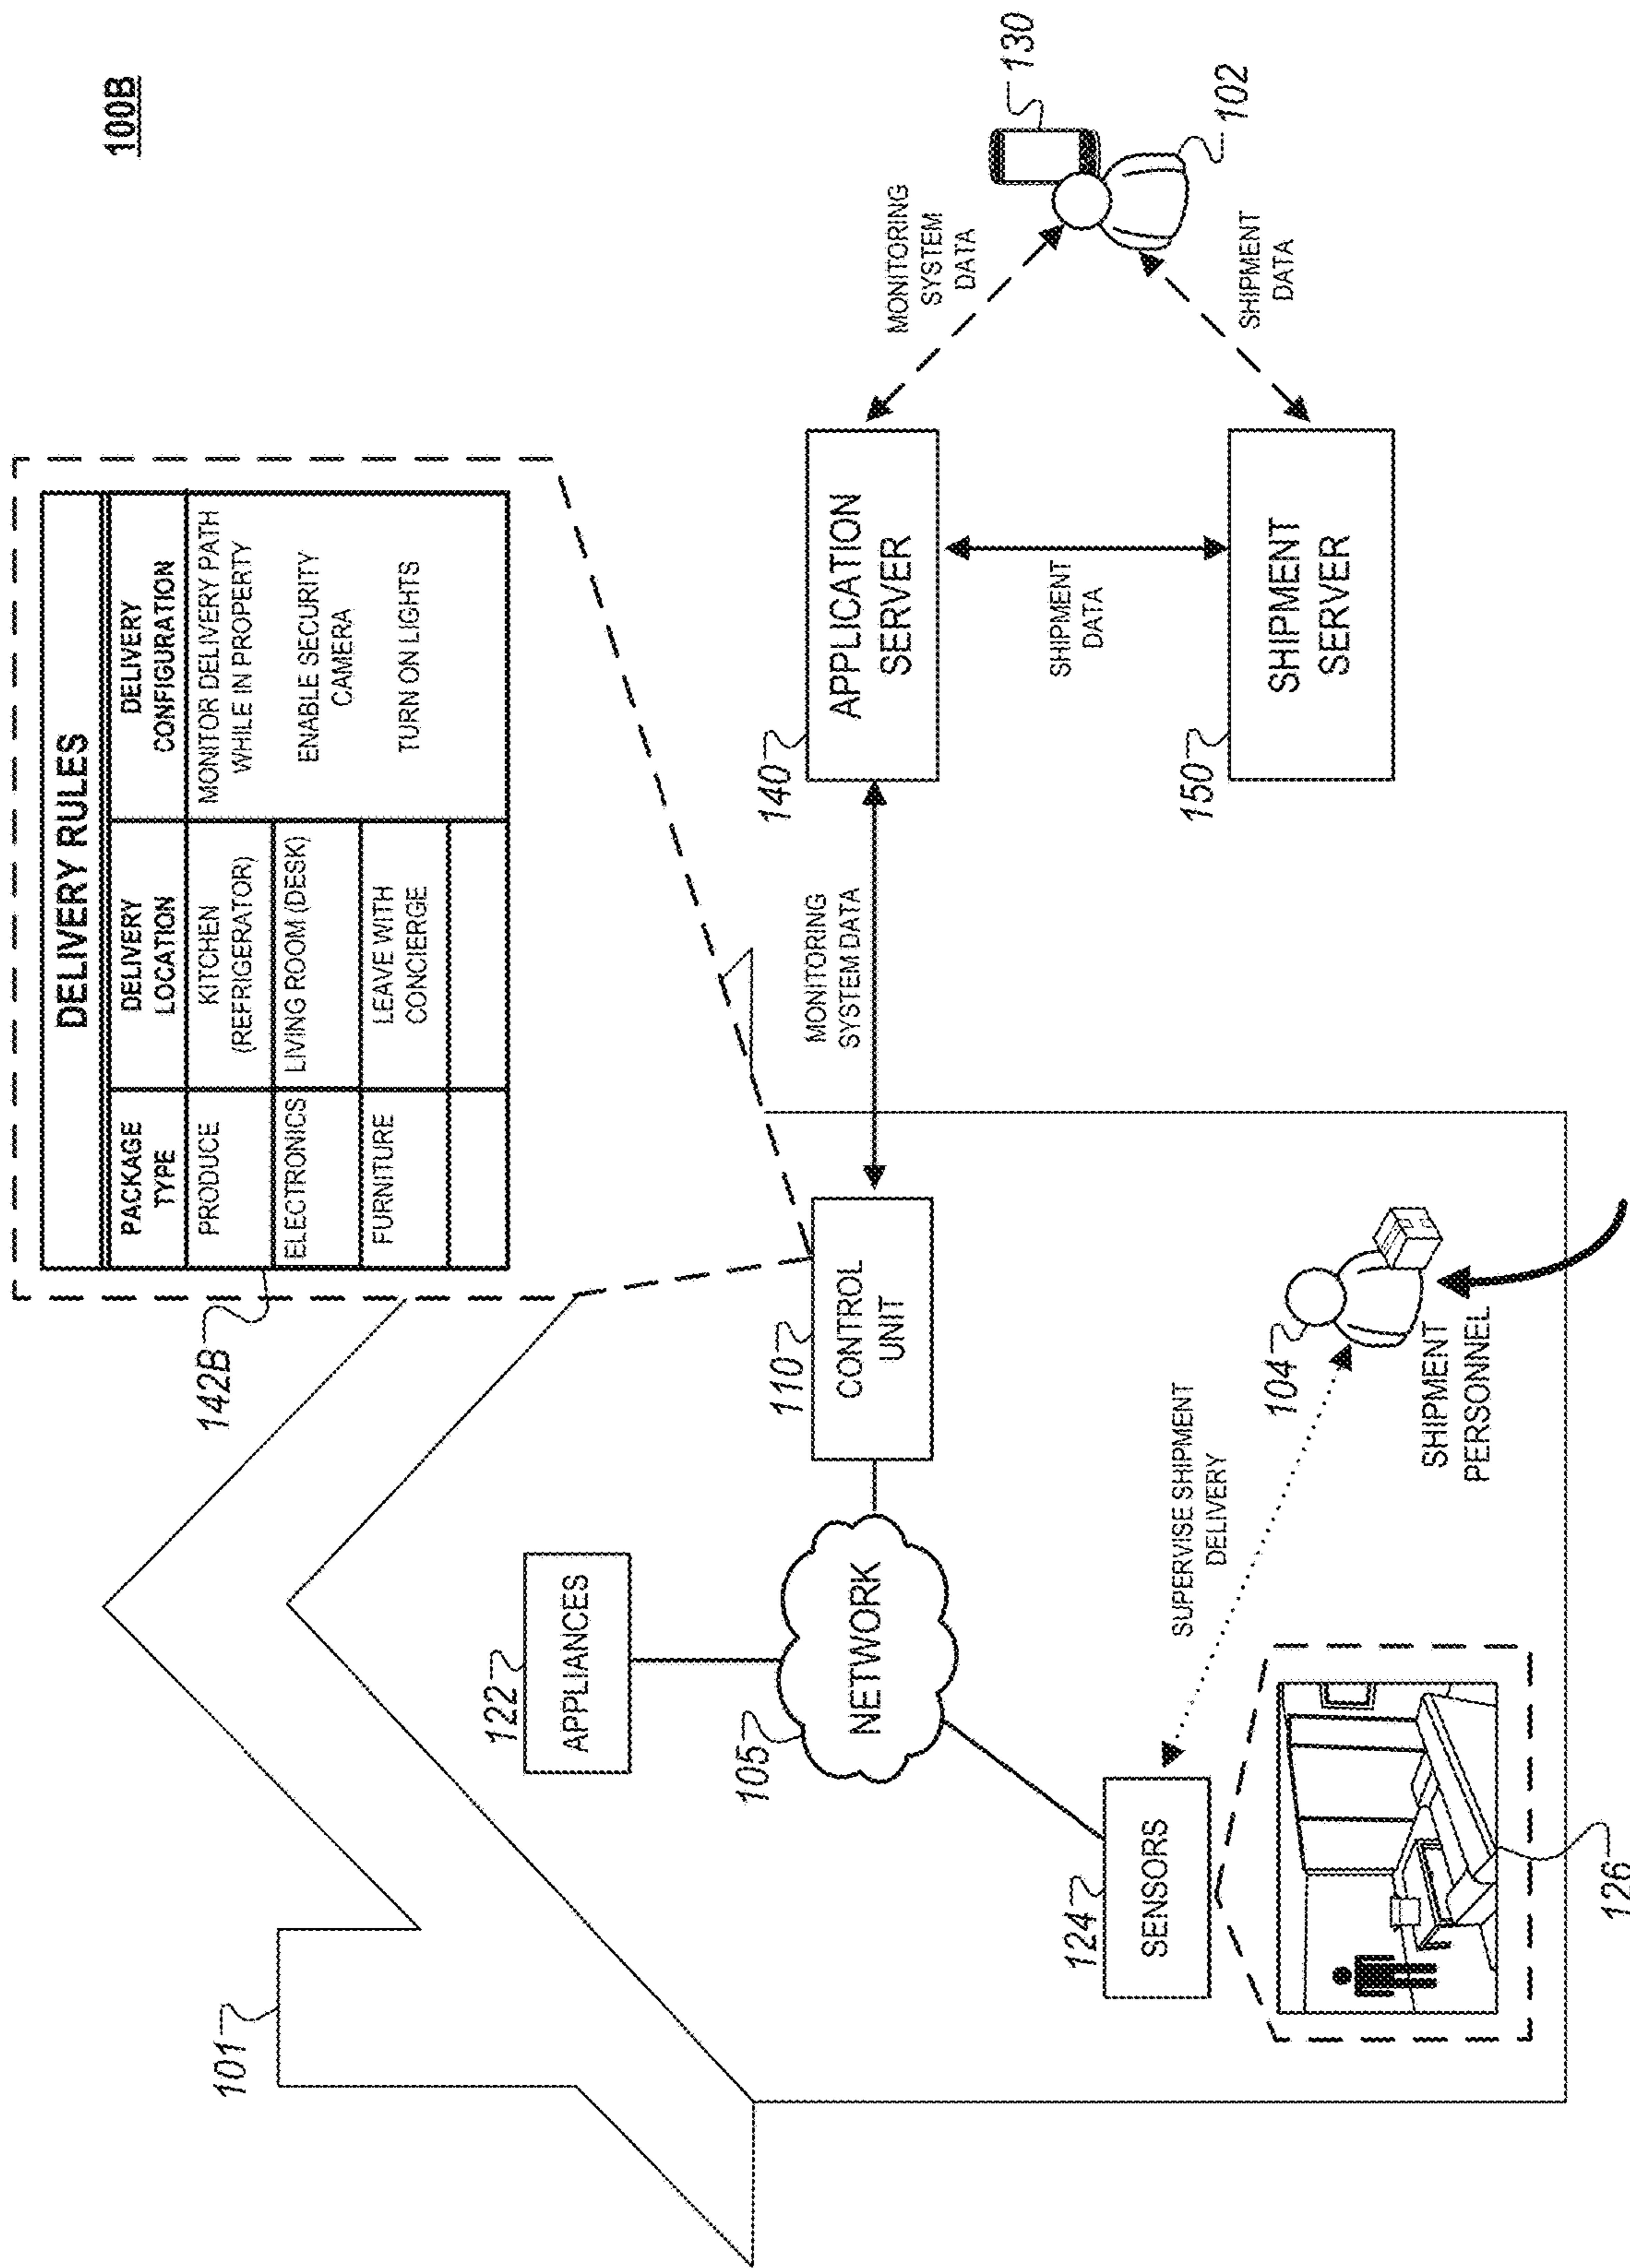 100B
DELIVERY RULES
PACKAGE
TYPE
DELIVERY
LOCATION
DELIVERY
CONFIGURATION
PRODUCE
KITCHEN
(REFRIGERATOR)
MONITOR DELIVERY PATH
WHILE IN PROPERTY
ELECTRONICS
LIVING ROOM (DESK)
ENABLE SECURITY
CAMERA
FURNITURE
LEAVE WITH
CONCIERGE
TURN ON LIGHTS
142B
101
122
APPLIANCES
105
NETWORK
110
CONTROL
UNIT
MONITORING
SYSTEM DATA
140
APPLICATION
SERVER
MONITORING
SYSTEM
DATA
130
102
SHIPMENT
DATA
SHIPMENT
DATA
150
SHIPMENT
SERVER
124
SENSORS
SUPERVISE SHIPMENT
DELIVERY
104
SHIPMENT
PERSONNEL
126